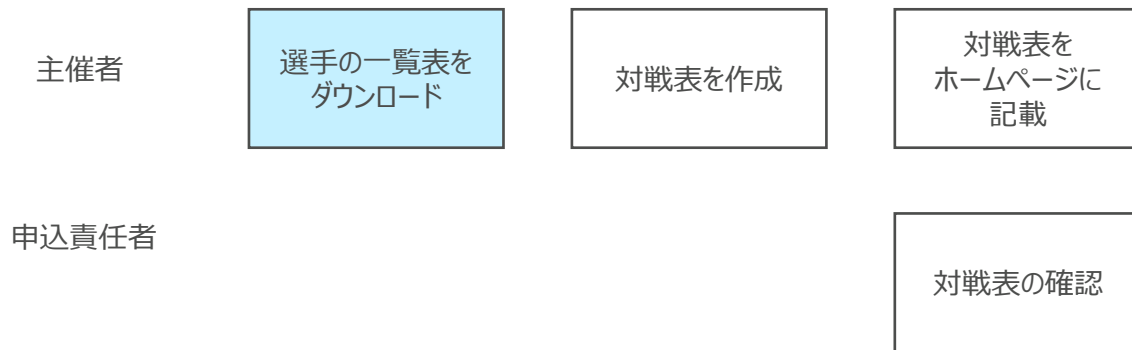 主催者
選手の一覧表を
ダウンロード
対戦表を作成
対戦表を
ホームページに
記載
申込責任者
対戦表の確認